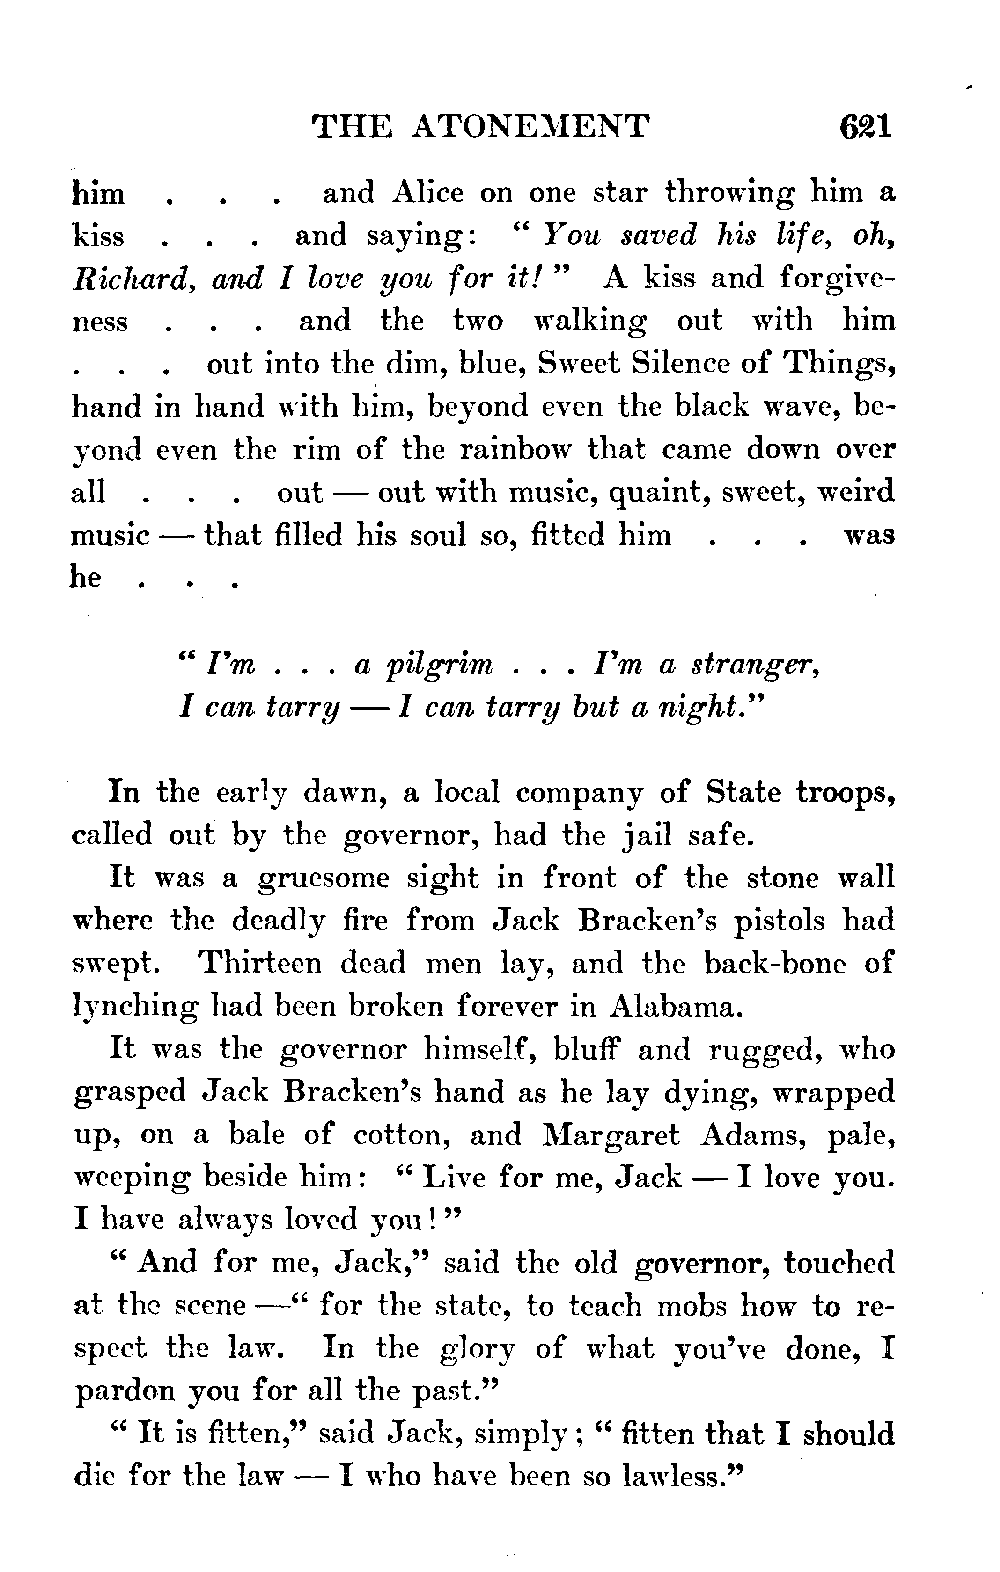 THE ATONEMENT 621
him . . . and Alice on one star throwing him a
kiss . . . and saying: “ You saved his life, oh,
Richard, and I love you for it! ” A kiss and forgive-
ness . . . and the two walking out with him
. . . out into the dim, blue, Sweet Silence of Things,
hand in hand with him, beyond even the black wave, be-
yond even the rim of the rainbow that came down over
all . . . out — out with music, quaint, sweet, weird
music — that filled his soul so, fitted him . . . was
he . . .
“ I’m . . . a pilgrim . . . I’m a stranger,
I can tarry — I can tarry but a night.”
In the early dawn, a local company of State troops,
called out by the governor, had the jail safe.
It was a gruesome sight in front of the stone wall
where the deadly fire from Jack Bracken’s pistols had
swept. Thirteen dead men lay, and the back-bone of
lynching had been broken forever in Alabama.
It was the governor himself, bluff and rugged, who
grasped Jack Bracken’s hand as he lay dying, wrapped
up, on a bale of cotton, and Margaret Adams, pale,
weeping beside him: “ Live for me, Jack — I love you.
I have always loved you! ”
“ And for me, Jack,” said the old governor, touched
at the scene —“ for the state, to teach mobs how to re-
spect the law. In the glory of what you’ve done, I
pardon you for all the past.”
“ It is fitten,” said Jack, simply; “ fitten that I should
die for the law — I who have been so lawless.”